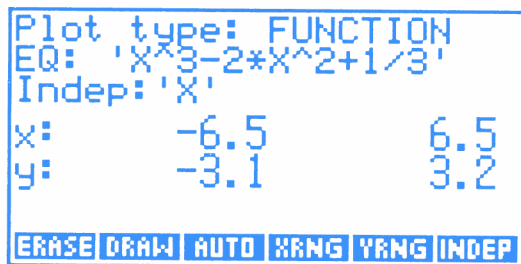 Plot type: FUNCTION
EQ: 'X^3-2*X^2+1/3'
Indep:'X'
x: -6.5 6.5
y: -3.1 3.2
ERASE DRAW AUTO XRNG YRNG INDEP